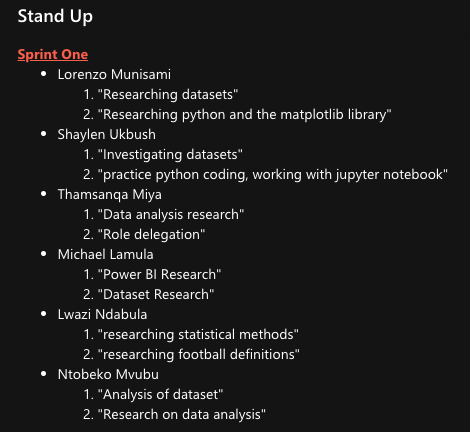 Stand Up
Sprint One
• Lorenzo Munisami
1. "Researching datasets"
2. "Researching python and the matplotlib library"
• Shaylen Ukbush
1. "Investigating datasets"
2. "practice python coding, working with jupyter notebook"
• Thamsanqa Miya
1. "Data analysis research"
2. "Role delegation"
• Michael Lamula
1. "Power BI Research"
2. "Dataset Research"
• Lwazi Ndabula
1. "researching statistical methods"
2. "researching football definitions"
• Ntobeko Mvubu
1. "Analysis of dataset"
2. "Research on data analysis"